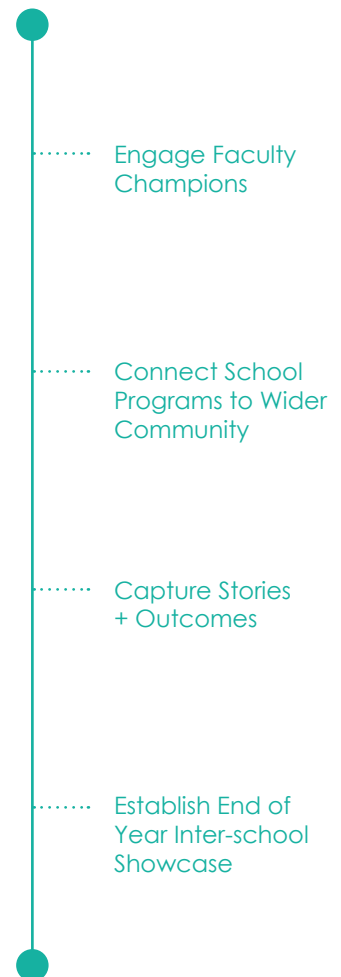 Engage Faculty
Champions
Connect School
Programs to Wider
Community
Capture Stories
+ Outcomes
Establish End of
Year Inter-school
Showcase